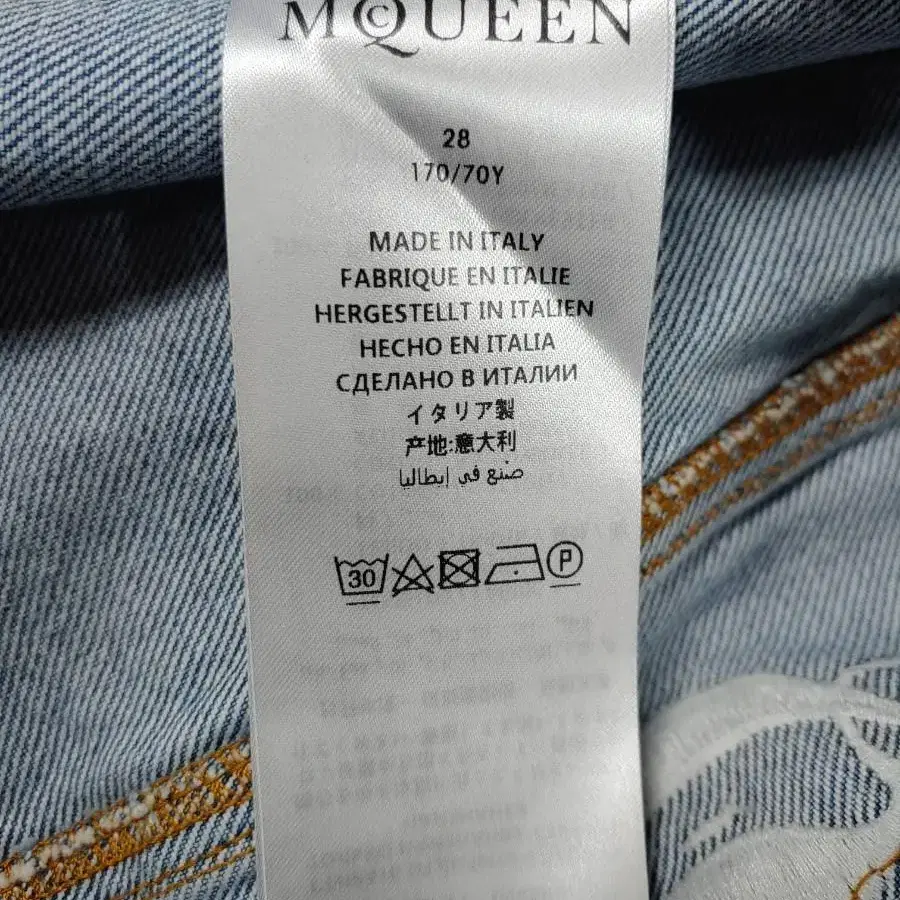 MCQUEEN
28
170/70Y
MADE IN ITALY
FABRIQUE EN ITALIE
HERGESTELLT IN ITALIEN
HECHO EN ITALIA
СДЕЛАНО В ИТАЛИИ
イタリア製
产地:意大利
صنع في إيطاليا
30 P